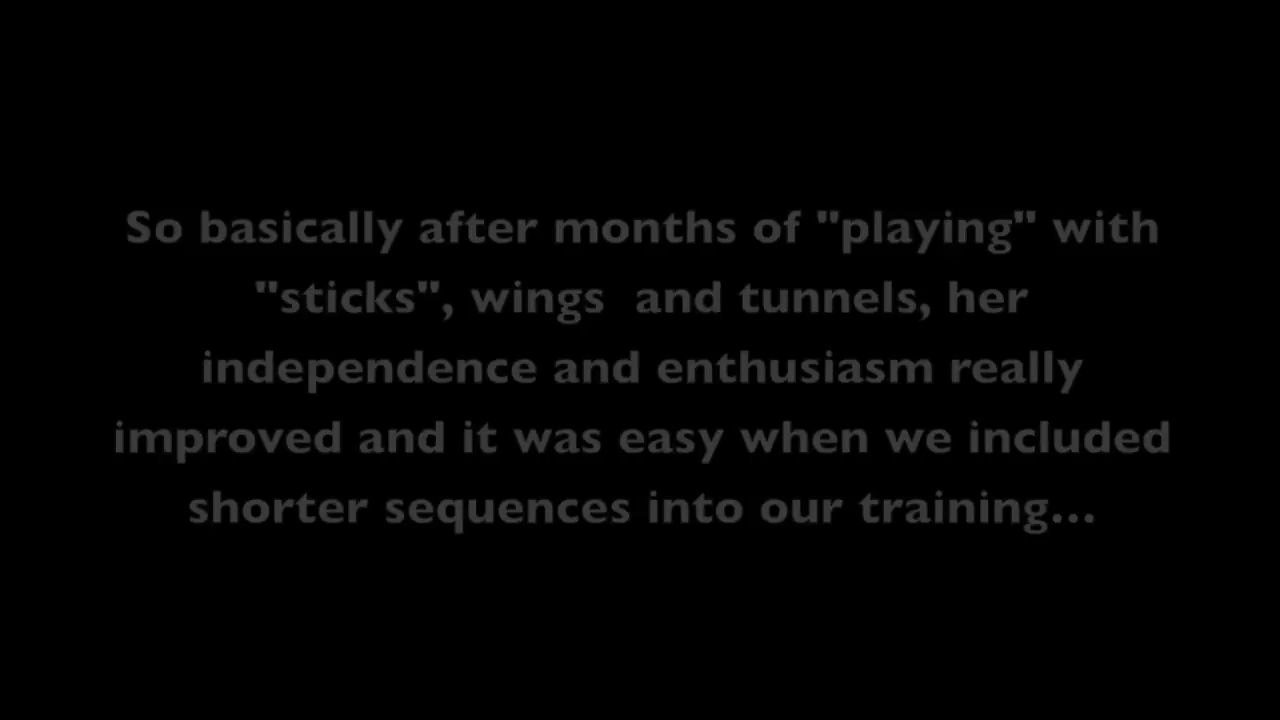 So basically after months of "playing" with
"sticks", wings  and tunnels, her
independence and enthusiasm really
improved and it was easy when we included
shorter sequences into our training...